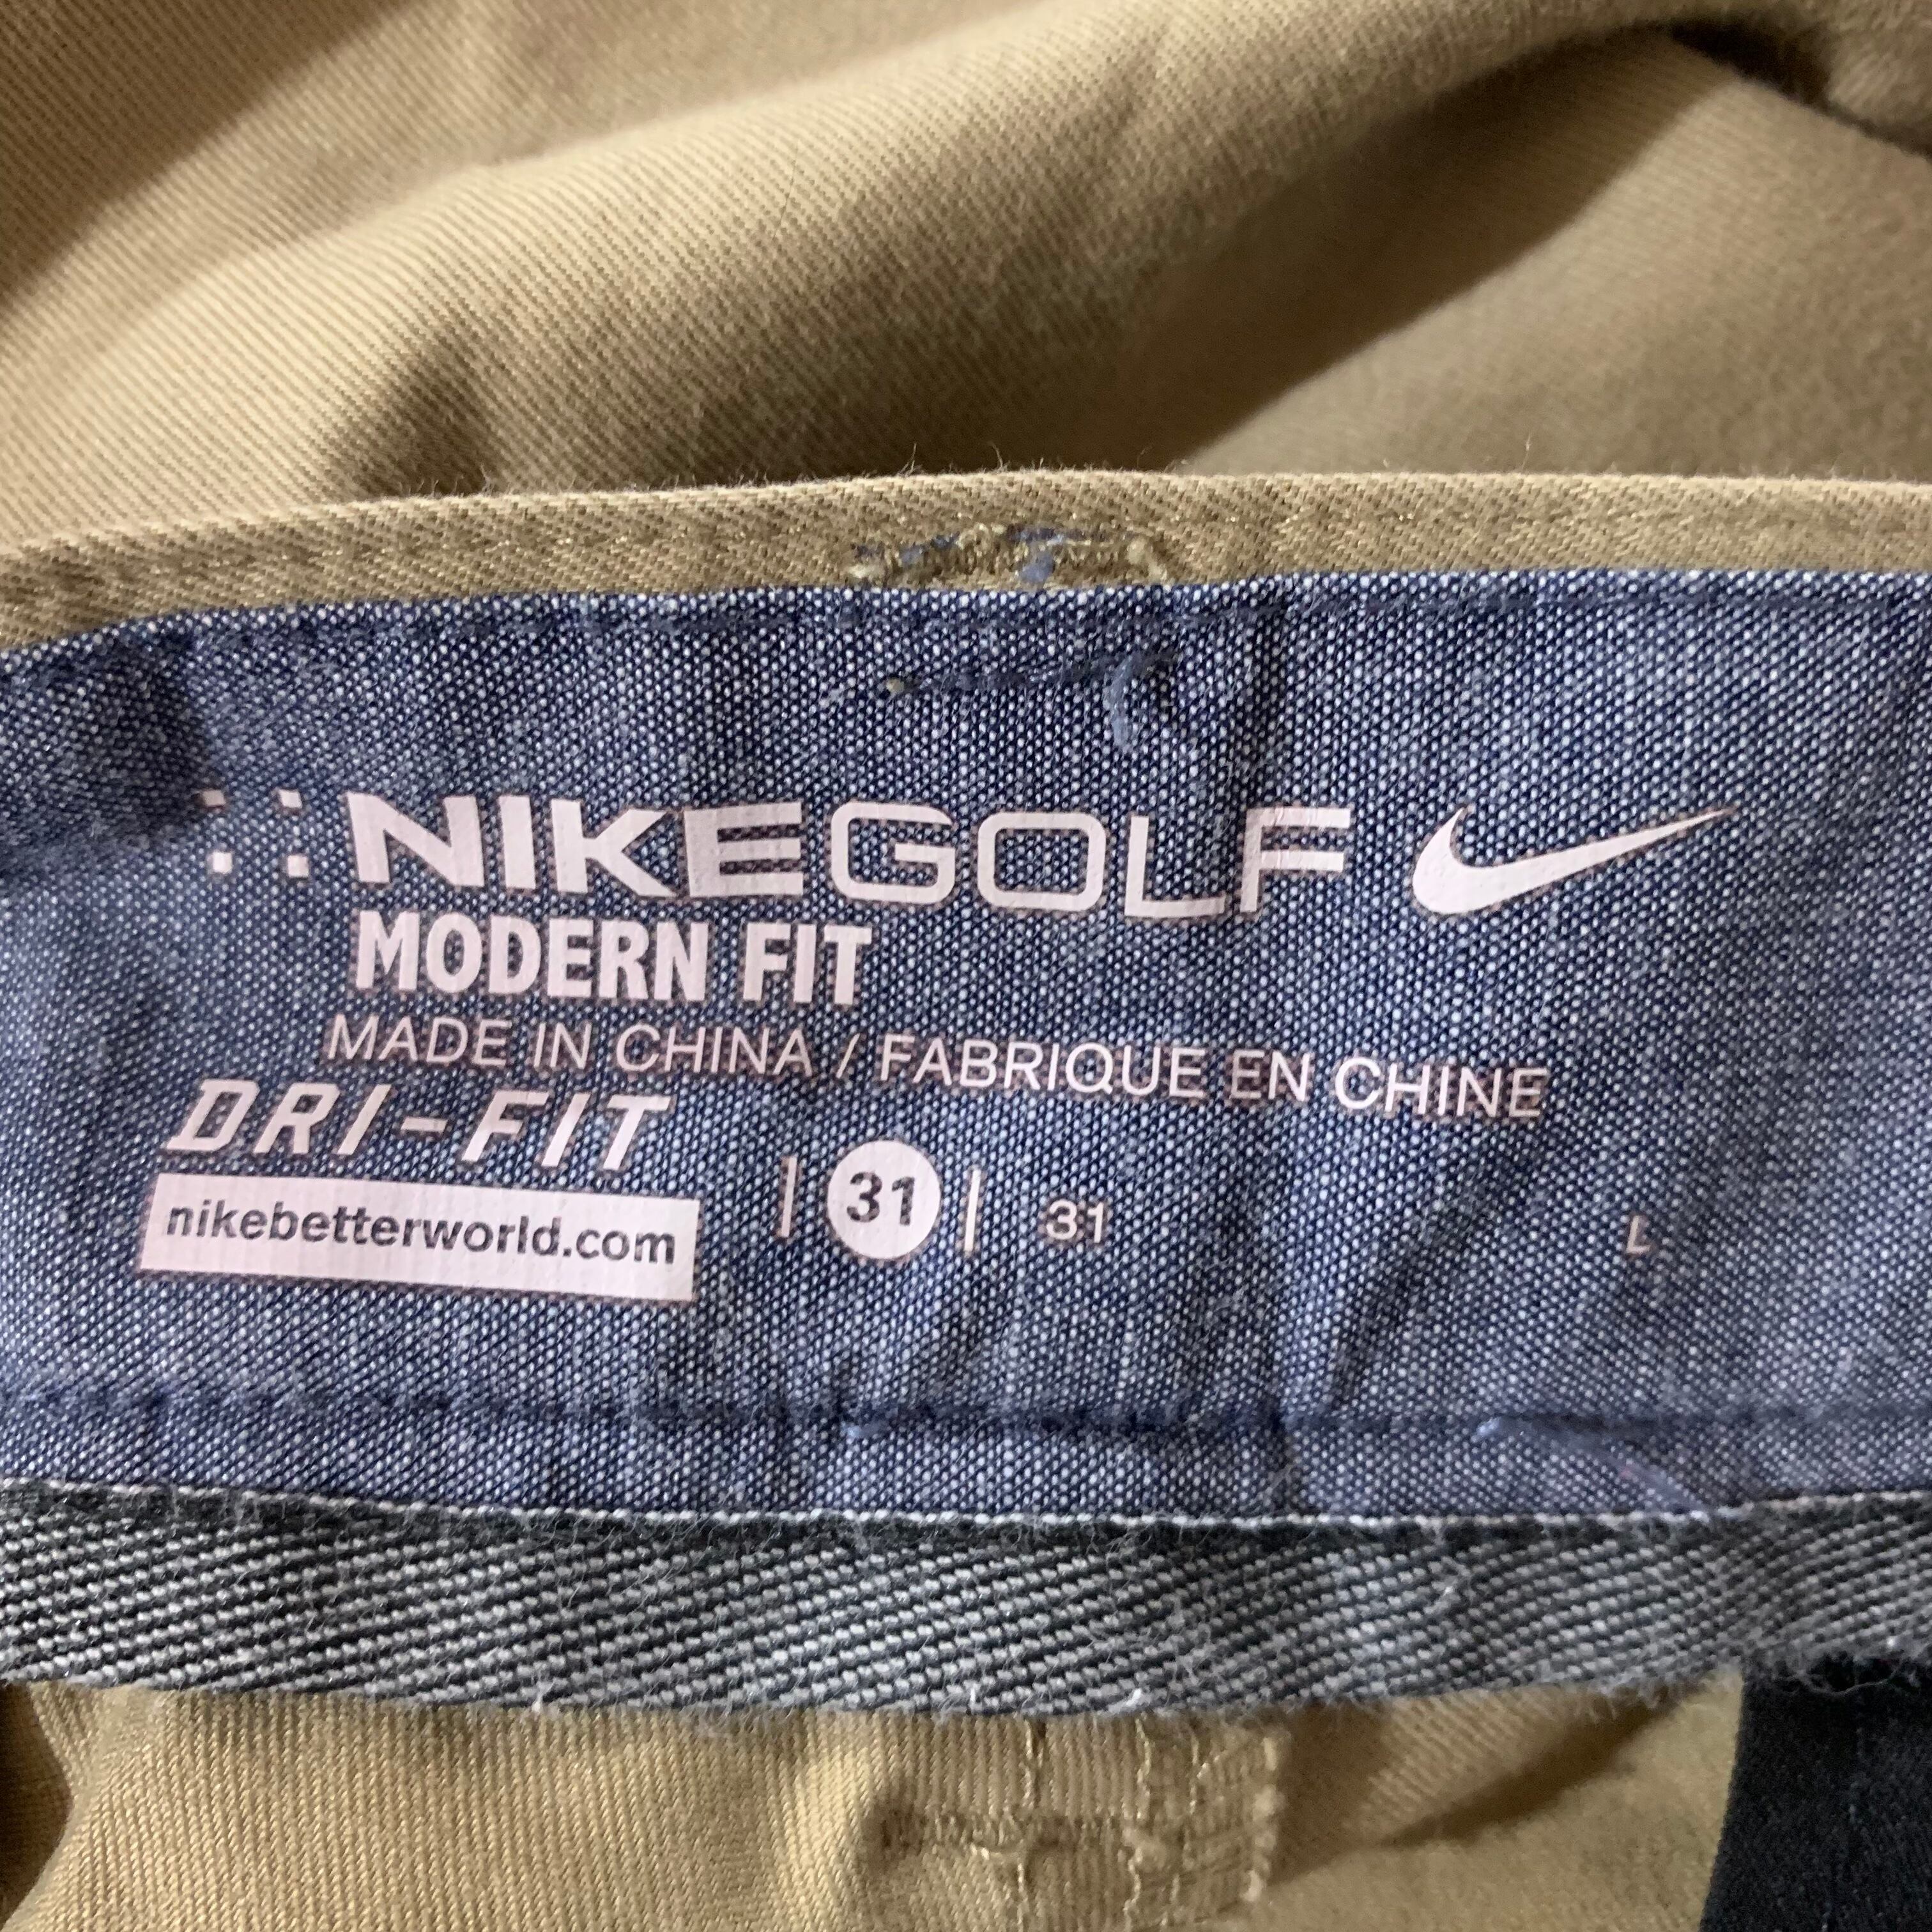 NIKEGOLF
MODERN FIT
MADE IN CHINA / FABRIQUE EN CHINE
DRI-FIT
nikebetterworld.com
| 31 | 31 L